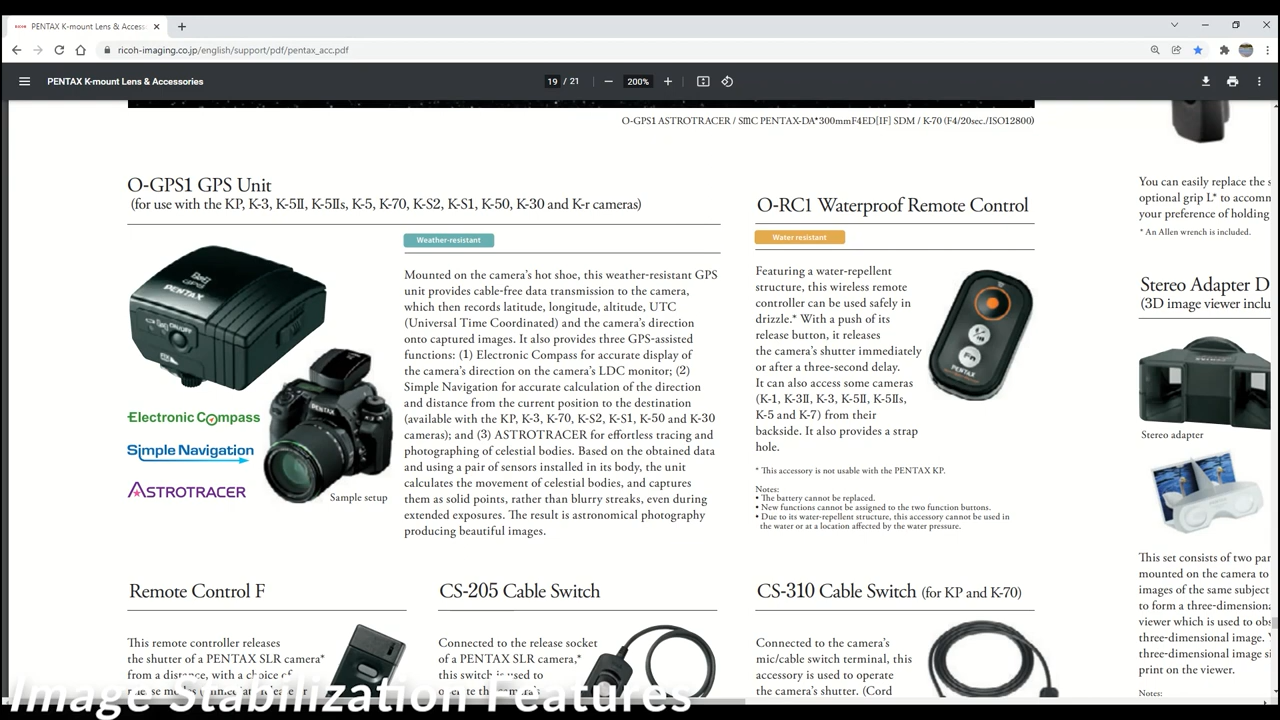 PENTAX K-mount Lens & Access
ricoh-imaging.co.jp/english/support/pdf/pentax_acc.pdf
PENTAX K-mount Lens & Accessories
19 / 21
200%
O-GPS1 ASTROTRACER / SMC PENTAX-DA*300mmF4ED[IF] SDM / K-70 (F4/20sec./ISO12800)
O-GPS1 GPS Unit
(for use with the KP, K-3, K-5II, K-5IIs, K-5, K-70, K-S2, K-S1, K-50, K-30 and K-r cameras)
Weather-resistant
Mounted on the camera's hot shoe, this weather-resistant GPS
unit provides cable-free data transmission to the camera,
which then records latitude, longitude, altitude, UTC
(Universal Time Coordinated) and the camera's direction
onto captured images. It also provides three GPS-assisted
functions: (1) Electronic Compass for accurate display of
the camera's direction on the camera's LDC monitor; (2)
Simple Navigation for accurate calculation of the direction
and distance from the current position to the destination
(available with the KP, K-3, K-70, K-S2, K-S1, K-50 and K-30
cameras); and (3) ASTROTRACER for effortless tracing and
photographing of celestial bodies. Based on the obtained data
and using a pair of sensors installed in its body, the unit
calculates the movement of celestial bodies, and captures
them as solid points, rather than blurry streaks, even during
extended exposures. The result is astronomical photography
producing beautiful images.
PENTAX
ON/OFF
PENTAX
Electronic Compass
Simple Navigation
ASTROTRACER
Sample setup
O-RC1 Waterproof Remote Control
Water resistant
Featuring a water-repellent
structure, this wireless remote
controller can be used safely in
drizzle.* With a push of its
release button, it releases
the camera's shutter immediately
or after a three-second delay.
It can also access some cameras
(K-1, K-3II, K-3, K-5II, K-5IIs,
K-5 and K-7) from their
backside. It also provides a strap
hole.
Fn
PENTAX
* This accessory is not usable with the PENTAX KP.
Notes:
• The battery cannot be replaced.
• New functions cannot be assigned to the two function buttons.
• Due to its water-repellent structure, this accessory cannot be used in
the water or at a location affected by the water pressure.
You can easily replace the s
optional grip L* to accomm
your preference of holding
* An Allen wrench is included.
Stereo Adapter D
(3D image viewer inclu
Stereo adapter
This set consists of two par
mounted on the camera to
images of the same subject
to form a three-dimensiona
viewer which is used to obs
three-dimensional image. Y
three-dimensional image si
print on the viewer.
Notes:
Remote Control F
This remote controller releases
the shutter of a PENTAX SLR camera*
from a distance, with a choice of
CS-205 Cable Switch
Connected to the release socket
of a PENTAX SLR camera,*
this switch is used to
CS-310 Cable Switch (for KP and K-70)
Connected to the camera's
mic/cable switch terminal, this
accessory is used to operate
the camera's shutter. (Cord
Image Stabilization Features